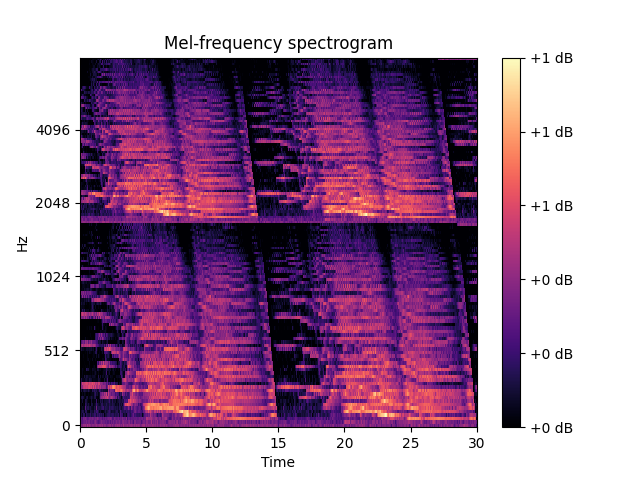 Mel-frequency spectrogram
+1 dB
4096
+1 dB
+1 dB
2048
Hz
1024
+0 dB
512
+0 dB
0
+0 dB
0 5 10 15 20 25 30
Time